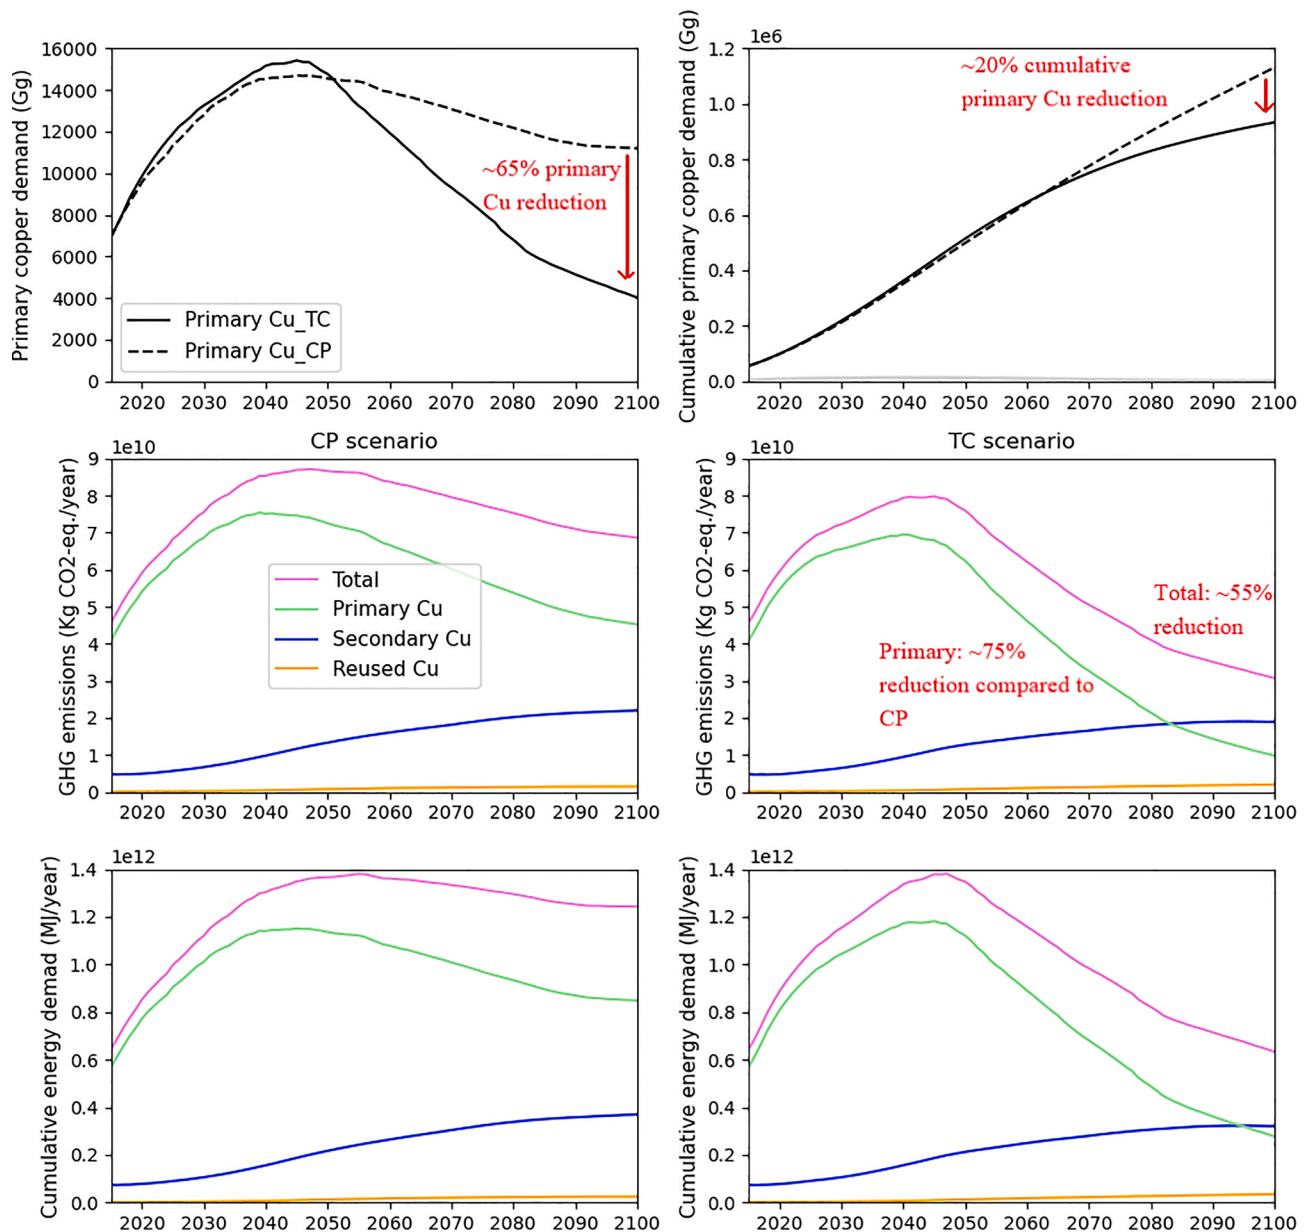 Primary copper demand (Gg)
16000
14000
12000
10000
8000
6000
4000
2000
0
2020 2030 2040 2050 2060 2070 2080 2090 2100
~65% primary
Cu reduction
Primary Cu_TC
Primary Cu_CP
Cumulative primary copper demand (Gg)
1e6
1.2
1.0
0.8
0.6
0.4
0.2
0.0
2020 2030 2040 2050 2060 2070 2080 2090 2100
~20% cumulative
primary Cu reduction
CP scenario
1e10
GHG emissions (Kg CO2-eq./year)
9
8
7
6
5
4
3
2
1
0
2020 2030 2040 2050 2060 2070 2080 2090 2100
Total
Primary Cu
Secondary Cu
Reused Cu
TC scenario
1e10
GHG emissions (Kg CO2-eq./year)
9
8
7
6
5
4
3
2
1
0
2020 2030 2040 2050 2060 2070 2080 2090 2100
Total: ~55%
reduction
Primary: ~75%
reduction compared to
CP
1e12
Cumulative energy demad (MJ/year)
1.4
1.2
1.0
0.8
0.6
0.4
0.2
0.0
2020 2030 2040 2050 2060 2070 2080 2090 2100
1e12
Cumulative energy demad (MJ/year)
1.4
1.2
1.0
0.8
0.6
0.4
0.2
0.0
2020 2030 2040 2050 2060 2070 2080 2090 2100